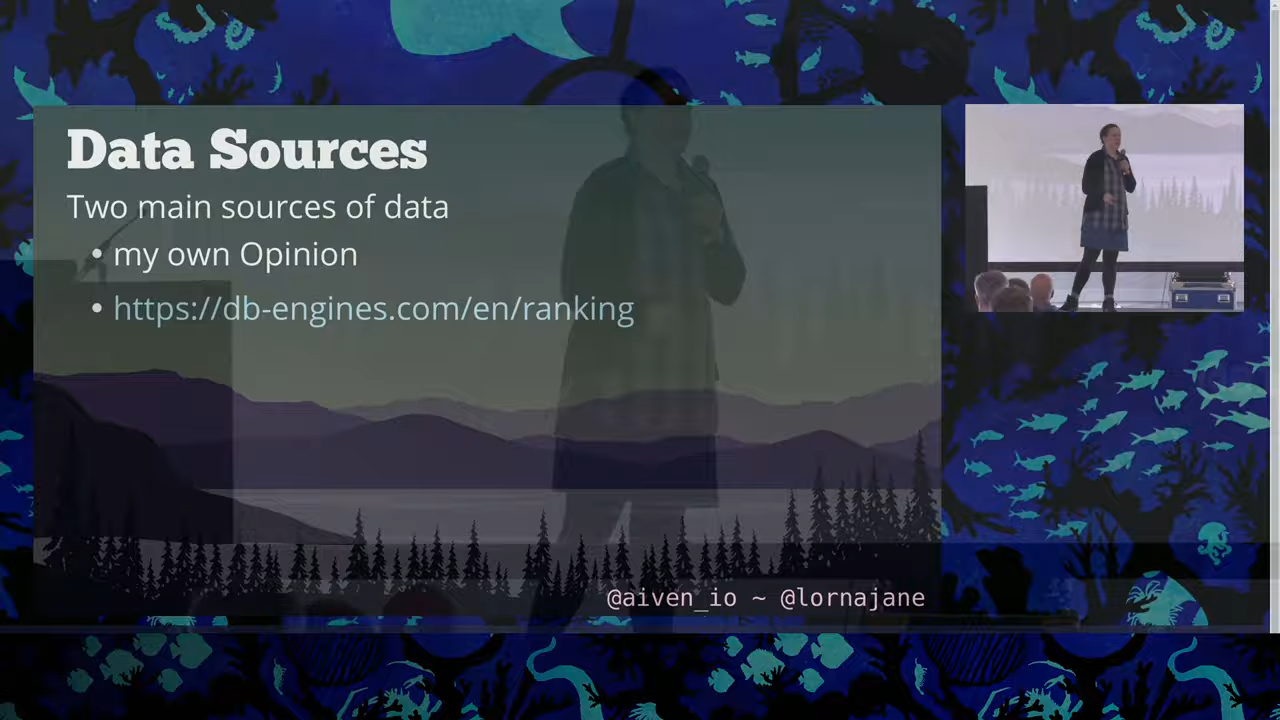 Data Sources
Two main sources of data
• my own Opinion
• https://db-engines.com/en/ranking
@aiven_io ~ @lornajane